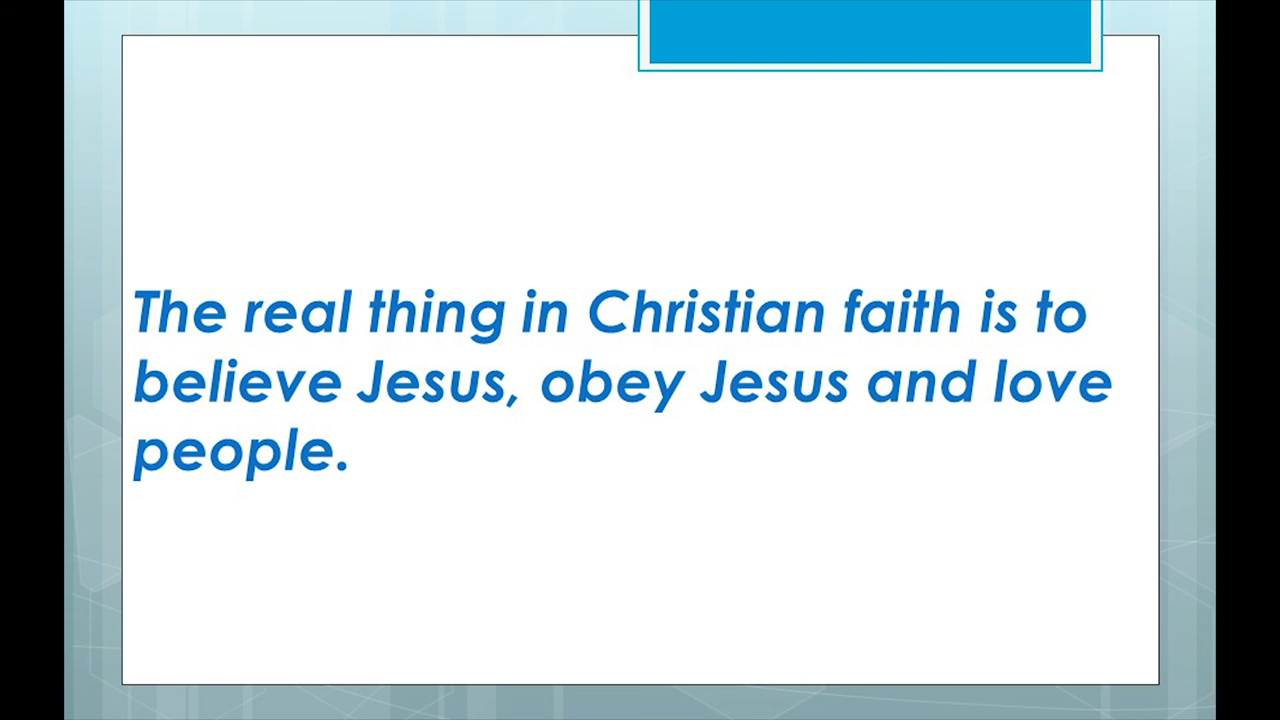 The real thing in Christian faith is to
believe Jesus, obey Jesus and love
people.